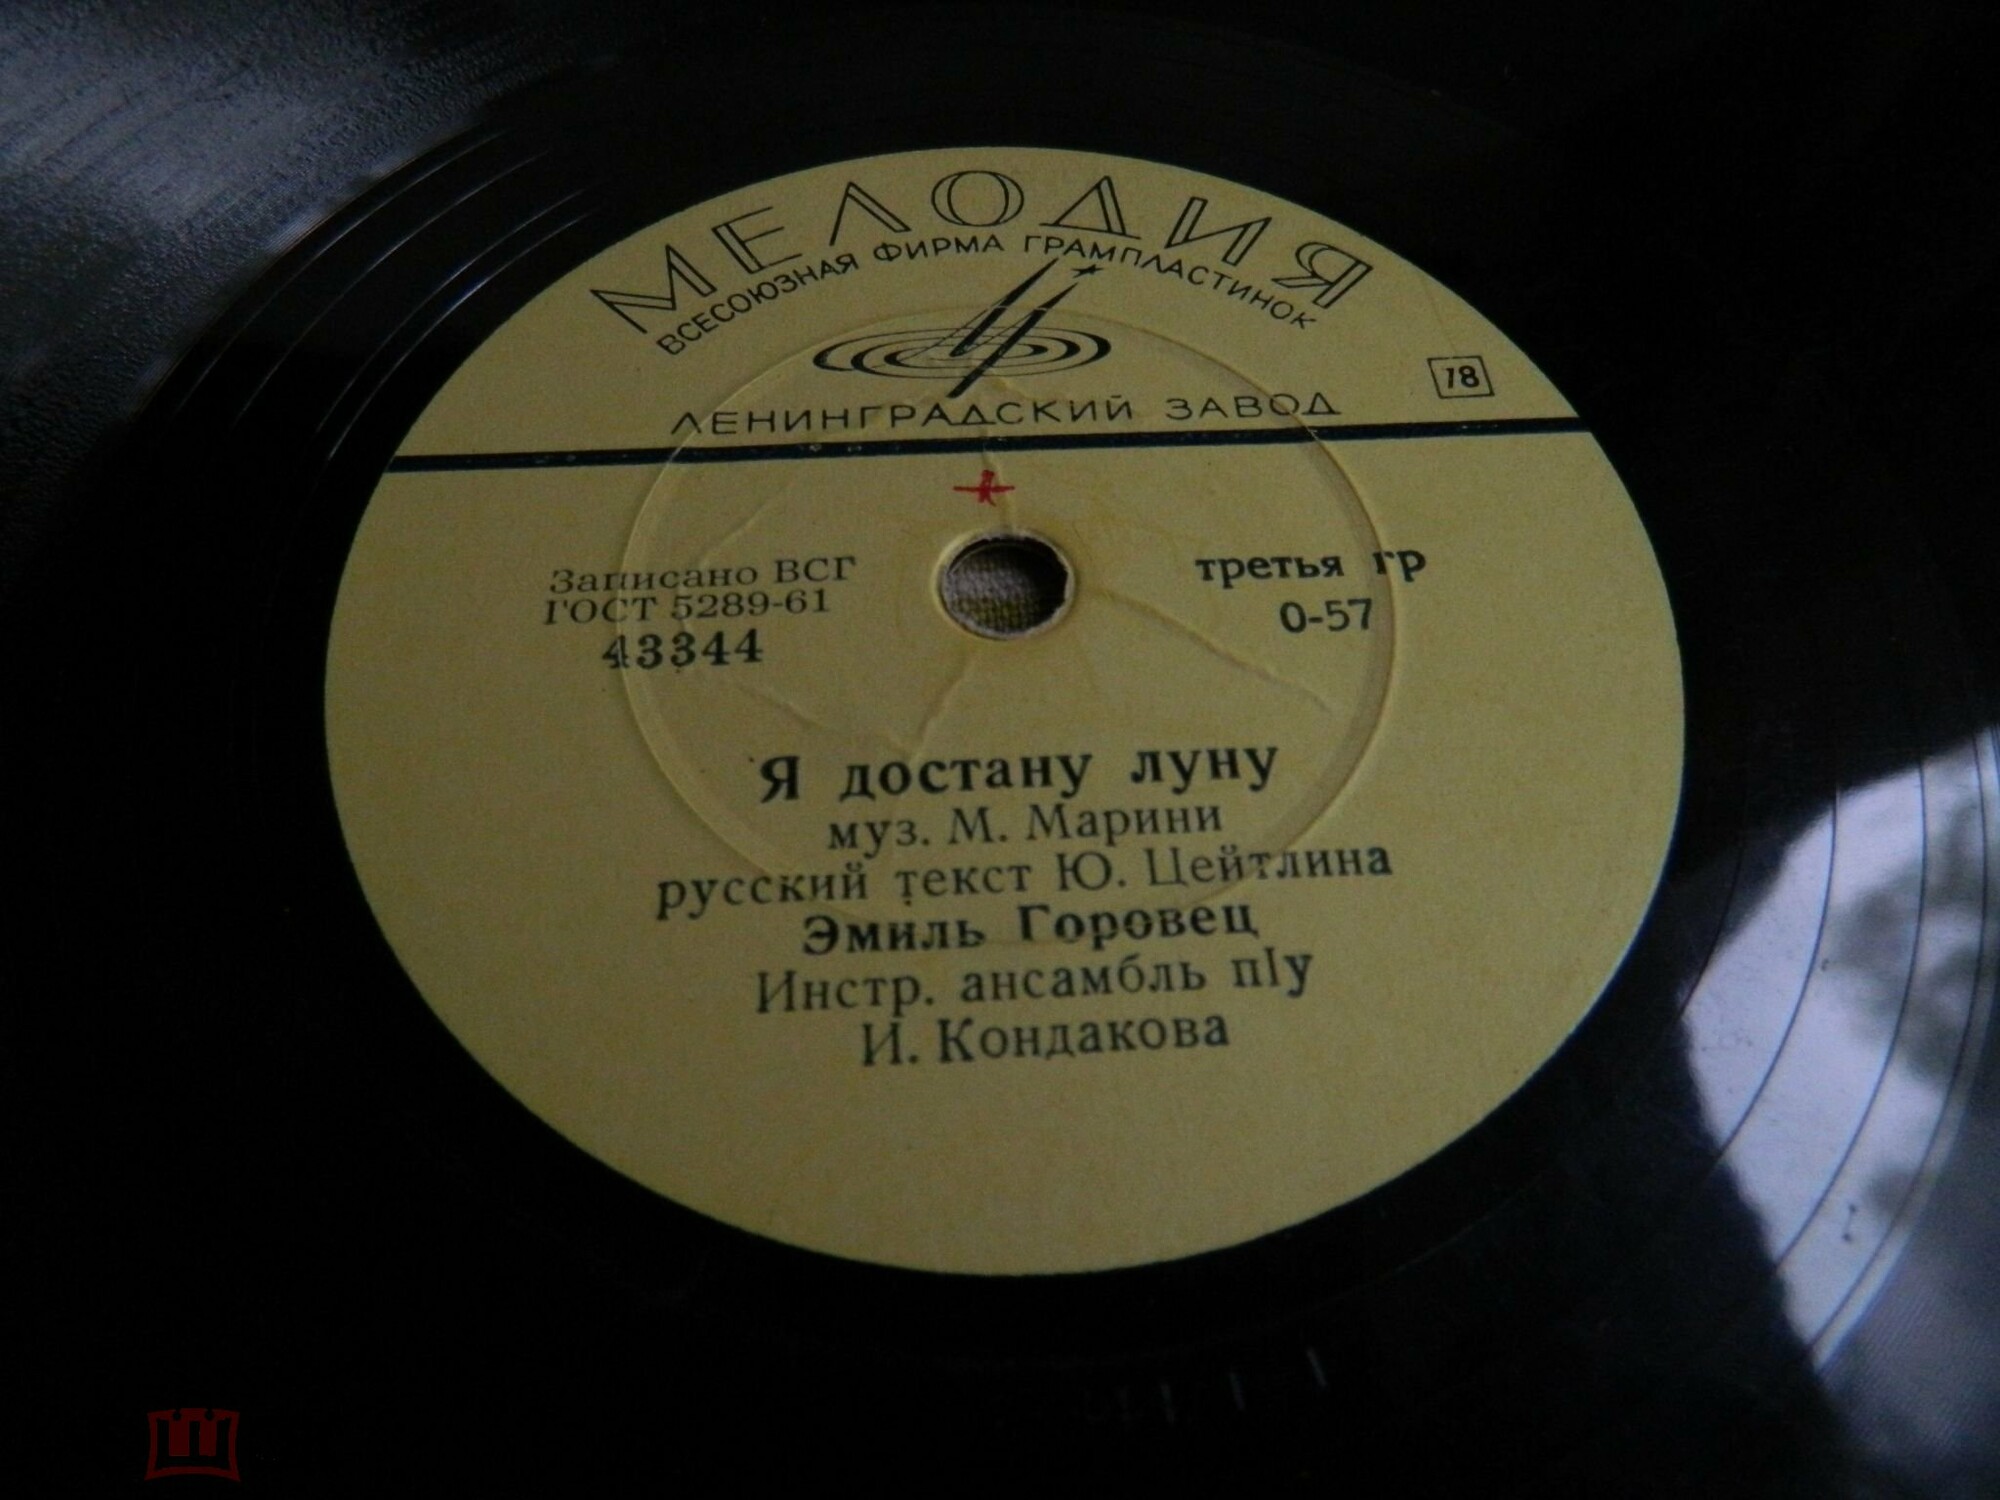 МЕЛОДИЯ
ВСЕСОЮЗНАЯ ФИРМА ГРАМПЛАСТИНОК
78
ЛЕНИНГРАДСКИЙ ЗАВОД
Записано ВСГ
ГОСТ 5289-61
43344
третья гр
0-57
Я достану луну
муз. М. Марини
русский текст Ю. Цейтлина
Эмиль Горовец
Инстр. ансамбль п/у
И. Кондакова